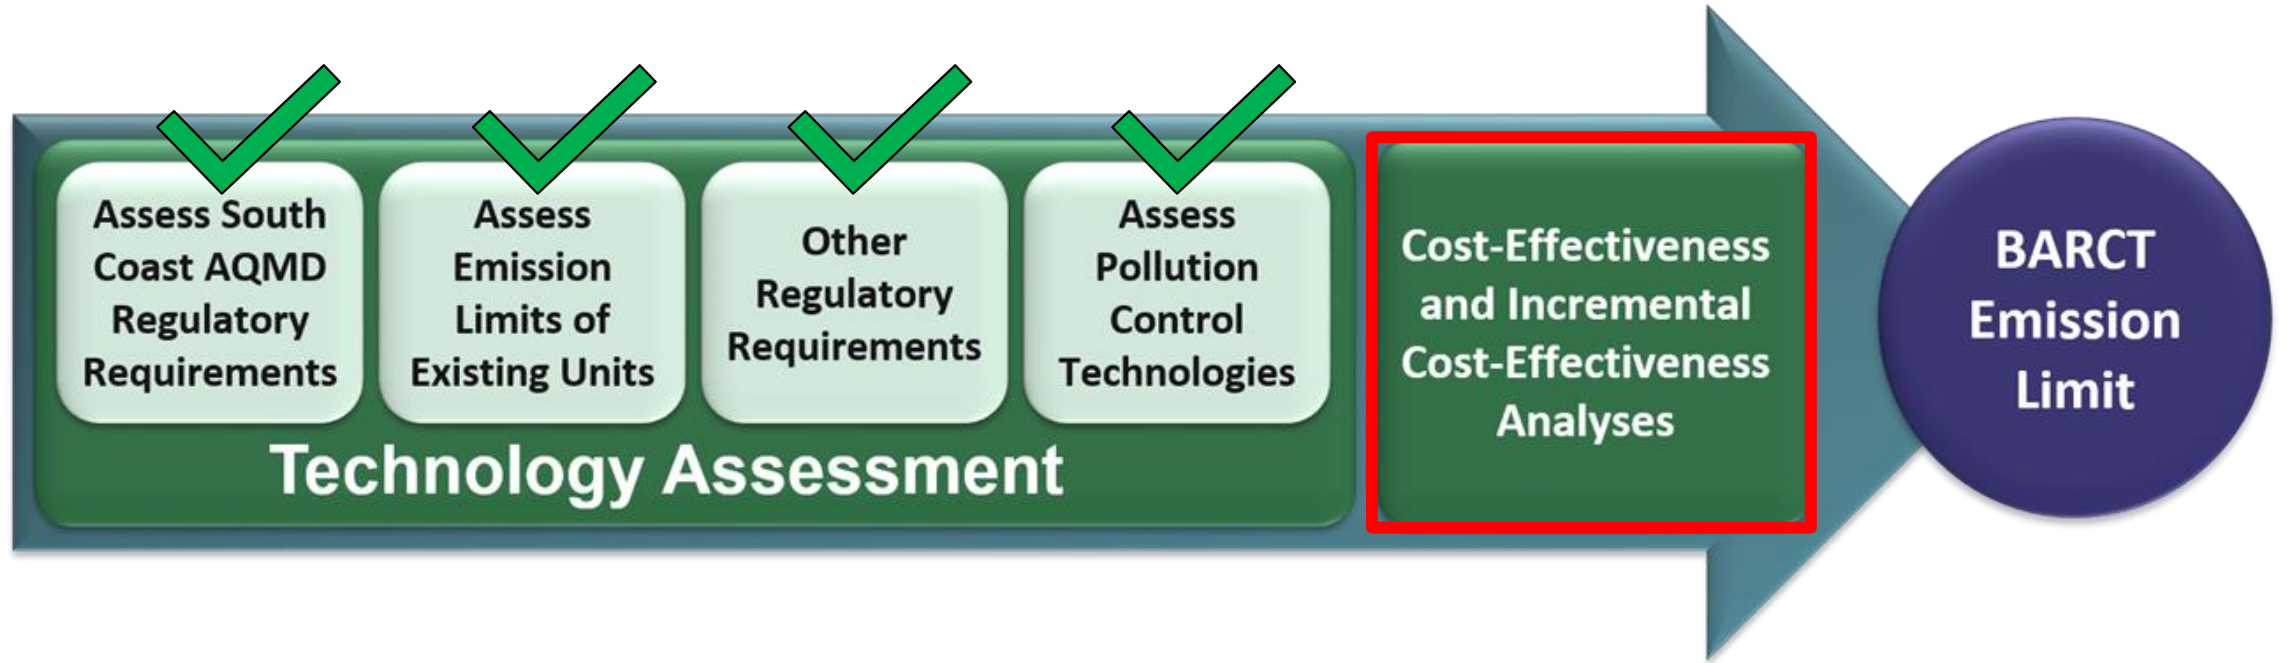 Assess South
Coast AQMD
Regulatory
Requirements
Assess
Emission
Limits of
Existing Units
Other
Regulatory
Requirements
Assess
Pollution
Control
Technologies
Technology Assessment
Cost-Effectiveness
and Incremental
Cost-Effectiveness
Analyses
BARCT
Emission
Limit